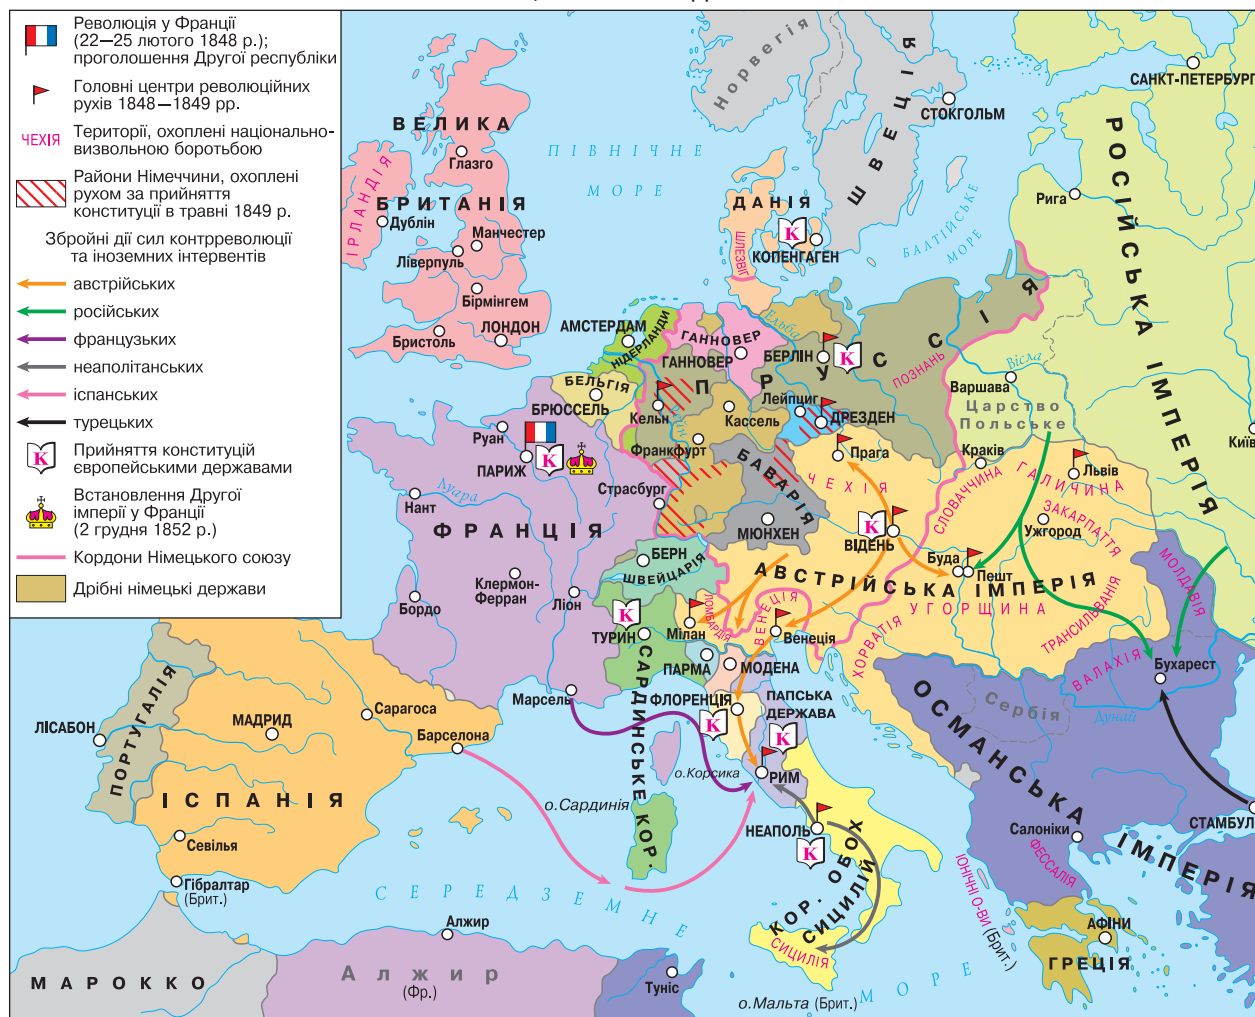 Революція у Франції
(22—25 лютого 1848 р.);
проголошення Другої республіки
Головні центри революційних
рухів 1848—1849 рр.
ЧЕХІЯ
Території, охоплені національно-
визвольною боротьбою
Райони Німеччини, охоплені
рухом за прийняття
конституції в травні 1849 р.
Збройні дії сил контрреволюції
та іноземних інтервентів
австрійських
російських
французьких
неаполітанських
іспанських
турецьких
К
Прийняття конституцій
європейськими державами
Встановлення Другої
імперії у Франції
(2 грудня 1852 р.)
Кордони Німецького союзу
Дрібні німецькі держави
Норвегія
ШВЕЦІЯ
СТОКГОЛЬМ
САНКТ-ПЕТЕРБУРГ
РОСІЙСЬКА ІМПЕРІЯ
Рига
Київ
ПІВНІЧНЕ
МОРЕ
БАЛТІЙСЬКЕ
МОРЕ
ВЕЛИКА
БРИТАНІЯ
Глазго
ІРЛАНДІЯ
Дублін
Манчестер
Ліверпуль
Бірмінгем
Бристоль
ЛОНДОН
ДАНІЯ
К
КОПЕНГАГЕН
ШЛЕЗВІГ
АМСТЕРДАМ
НІДЕРЛАНДИ
ГАННОВЕР
ГАННОВЕР
Ельба
БЕРЛІН
К
ПРУССІЯ
ПОЗНАНЬ
Вісла
Варшава
Царство
Польське
БЕЛЬГІЯ
БРЮССЕЛЬ
Кельн
Рейн
Кассель
Лейпциг
ДРЕЗДЕН
Франкфурт
Прага
ЧЕХІЯ
Краків
ГАЛИЧИНА
Львів
СЛОВАЧЧИНА
ЗАКАРПАТТЯ
Ужгород
Руан
ПАРИЖ
К
Луара
Нант
ФРАНЦІЯ
Страсбург
БАВАРІЯ
МЮНХЕН
К
ВІДЕНЬ
Буда
Пешт
АВСТРІЙСЬКА ІМПЕРІЯ
УГОРЩИНА
ТРАНСИЛЬВАНІЯ
МОЛДАВІЯ
ХОРВАТІЯ
ВАЛАХІЯ
Бухарест
БЕРН
ШВЕЙЦАРІЯ
Клермон-
Ферран
Ліон
Бордо
К
ТУРИН
Мілан
ЛОМБАРДІЯ
ВЕНЕЦІЯ
Венеція
ПАРМА
МОДЕНА
САРДИНСЬКЕ КОР.
Марсель
ФЛОРЕНЦІЯ
К
ПАПСЬКА
ДЕРЖАВА
К
РИМ
о.Корсика
о.Сардинія
Сербія
Дунай
ОСМАНСЬКА ІМПЕРІЯ
СТАМБУЛ
Салоніки
ФЕССАЛІЯ
ІОНІЧНІ О-ВИ (Брит.)
АФІНИ
ГРЕЦІЯ
НЕАПОЛЬ
К
КОР. ОБОХ
СИЦИЛІЙ
СИЦИЛІЯ
ПОРТУГАЛІЯ
ЛІСАБОН
МАДРИД
Сарагоса
Барселона
ІСПАНІЯ
Севілья
Гібралтар
(Брит.)
СЕРЕДЗЕМНЕ
МОРЕ
МАРОККО
Алжир
Алжир
(Фр.)
Туніс
о.Мальта (Брит.)